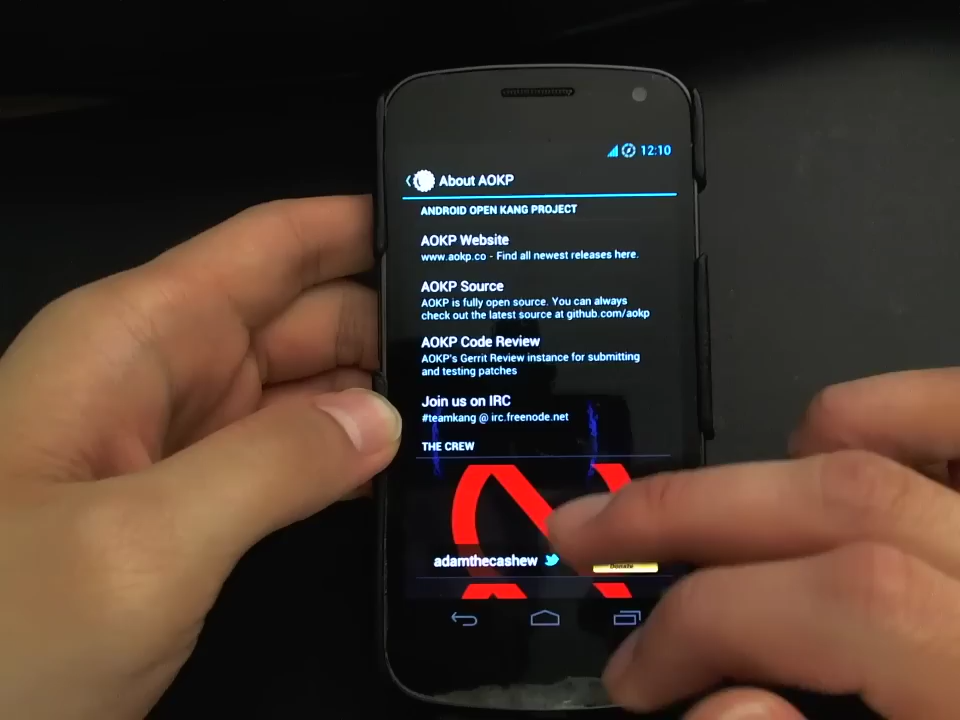 12:10
About AOKP
ANDROID OPEN KANG PROJECT
AOKP Website
www.aokp.co - Find all newest releases here.
AOKP Source
AOKP is fully open source. You can always
check out the latest source at github.com/aokp
AOKP Code Review
AOKP's Gerrit Review instance for submitting
and testing patches
Join us on IRC
#teamkang @ irc.freenode.net
THE CREW
adamthecashew
Donate